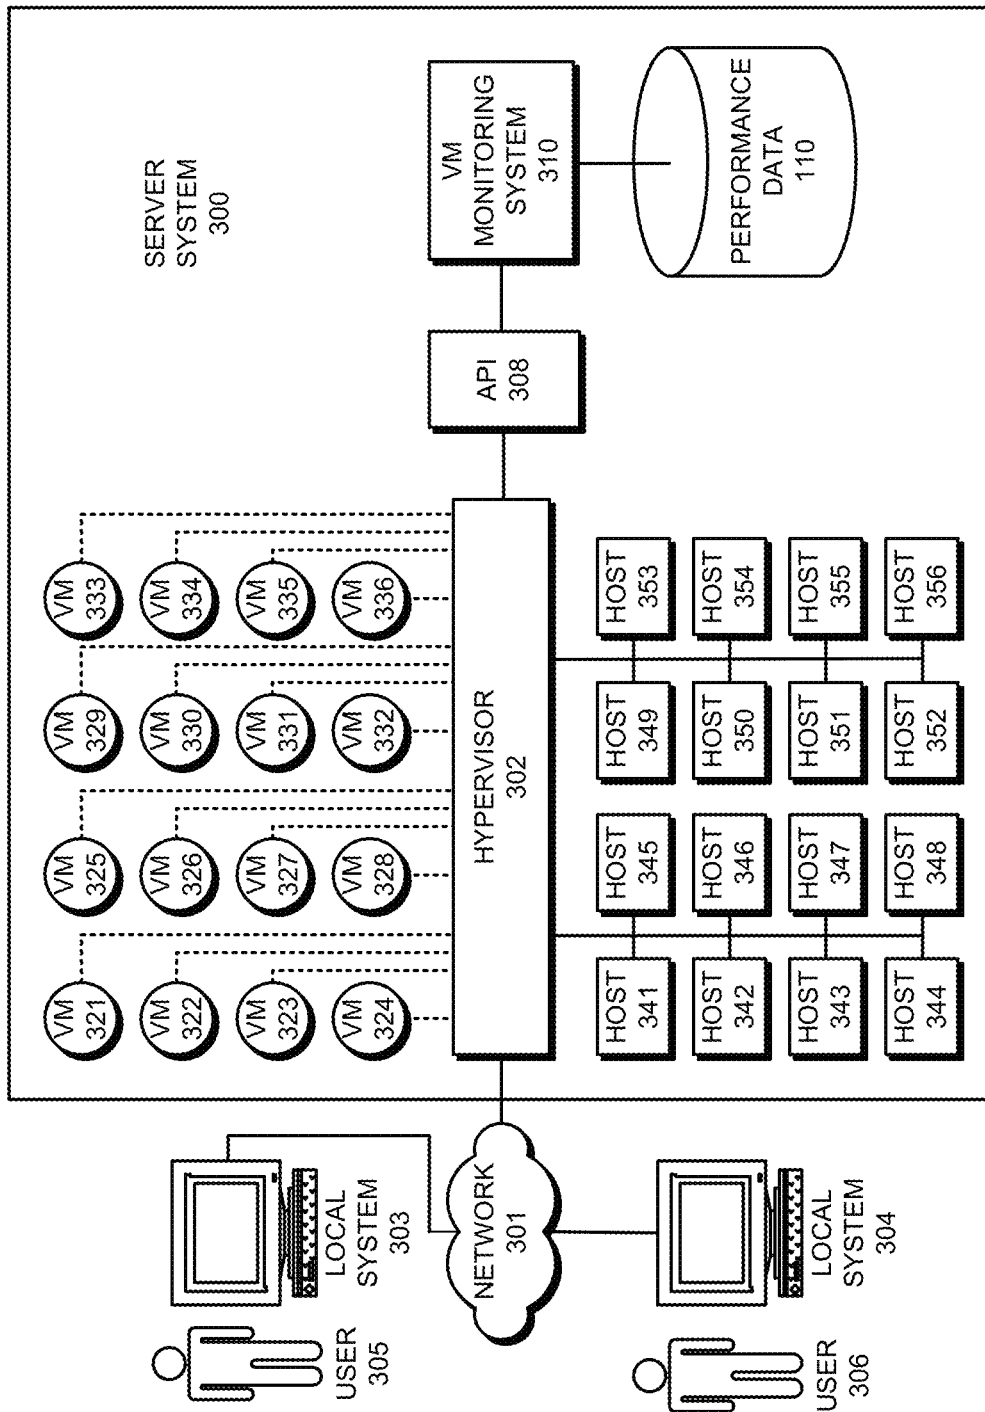 SERVER
SYSTEM
300
USER
305
LOCAL
SYSTEM
303
NETWORK
301
USER
306
LOCAL
SYSTEM
304
VM
321
VM
325
VM
329
VM
333
VM
322
VM
326
VM
330
VM
334
VM
323
VM
327
VM
331
VM
335
VM
324
VM
328
VM
332
VM
336
HYPERVISOR
302
API
308
VM
MONITORING
SYSTEM
310
PERFORMANCE
DATA
110
HOST
341
HOST
345
HOST
349
HOST
353
HOST
342
HOST
346
HOST
350
HOST
354
HOST
343
HOST
347
HOST
351
HOST
355
HOST
344
HOST
348
HOST
352
HOST
356